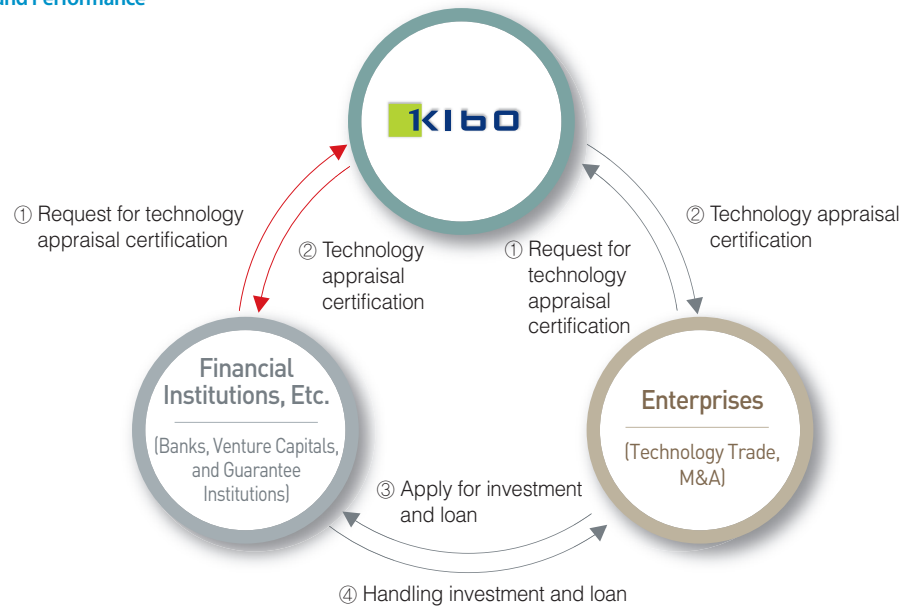 and Performance
KIBO
① Request for technology
appraisal certification
② Technology
appraisal
certification
① Request for
technology
appraisal
certification
② Technology appraisal
certification
Financial
Institutions, Etc.
(Banks, Venture Capitals,
and Guarantee
Institutions)
Enterprises
(Technology Trade,
M&A)
③ Apply for investment
and loan
④ Handling investment and loan